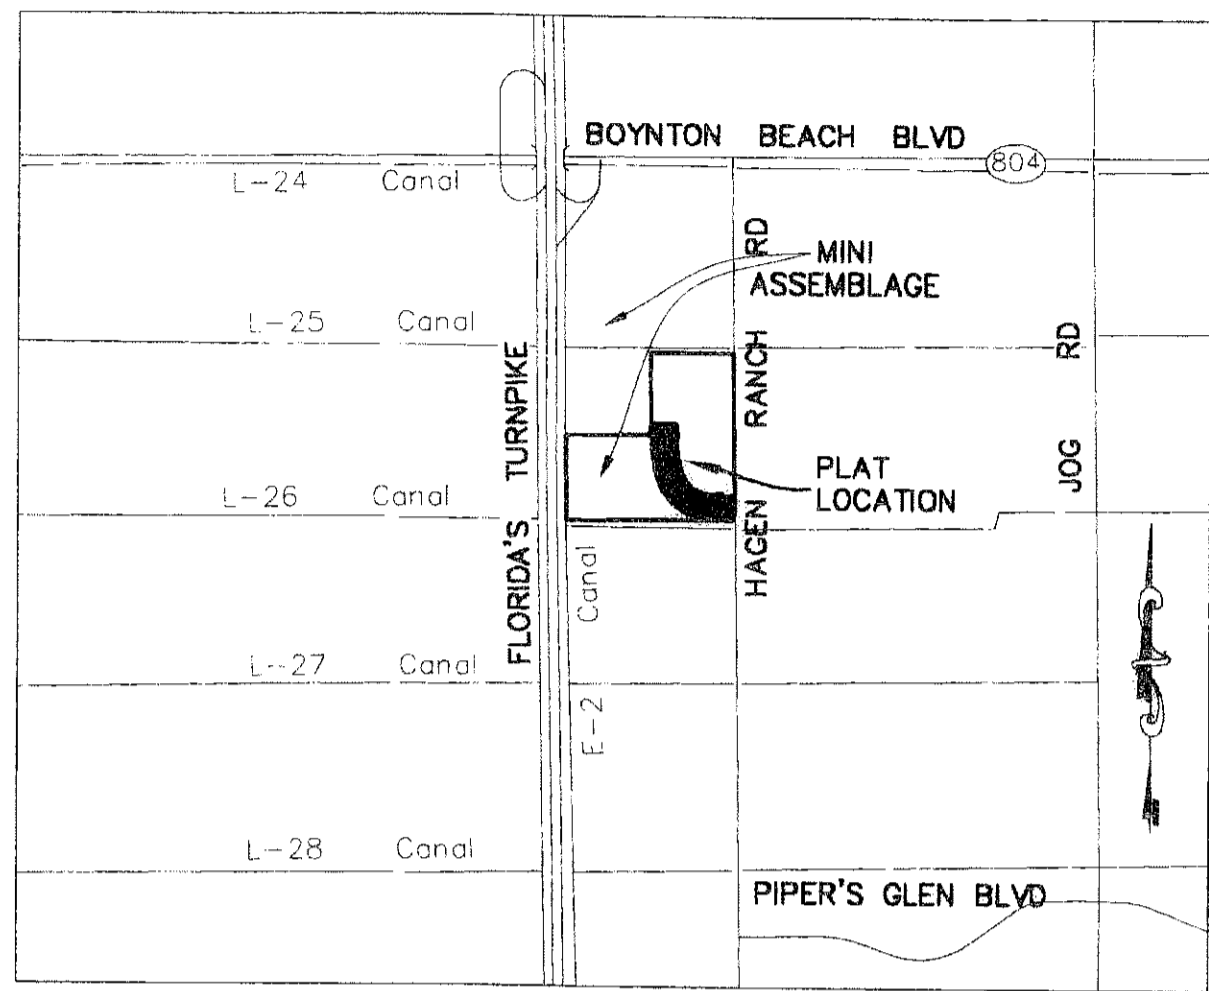 BOYNTON BEACH BLVD
804
L-24 Canal
RD
MINI
ASSEMBLAGE
L-25 Canal
FLORIDA'S TURNPIKE
HAGEN RANCH
JOG RD
PLAT
LOCATION
L-26 Canal
E-2 Canal
L-27 Canal
L-28 Canal
PIPER'S GLEN BLVD